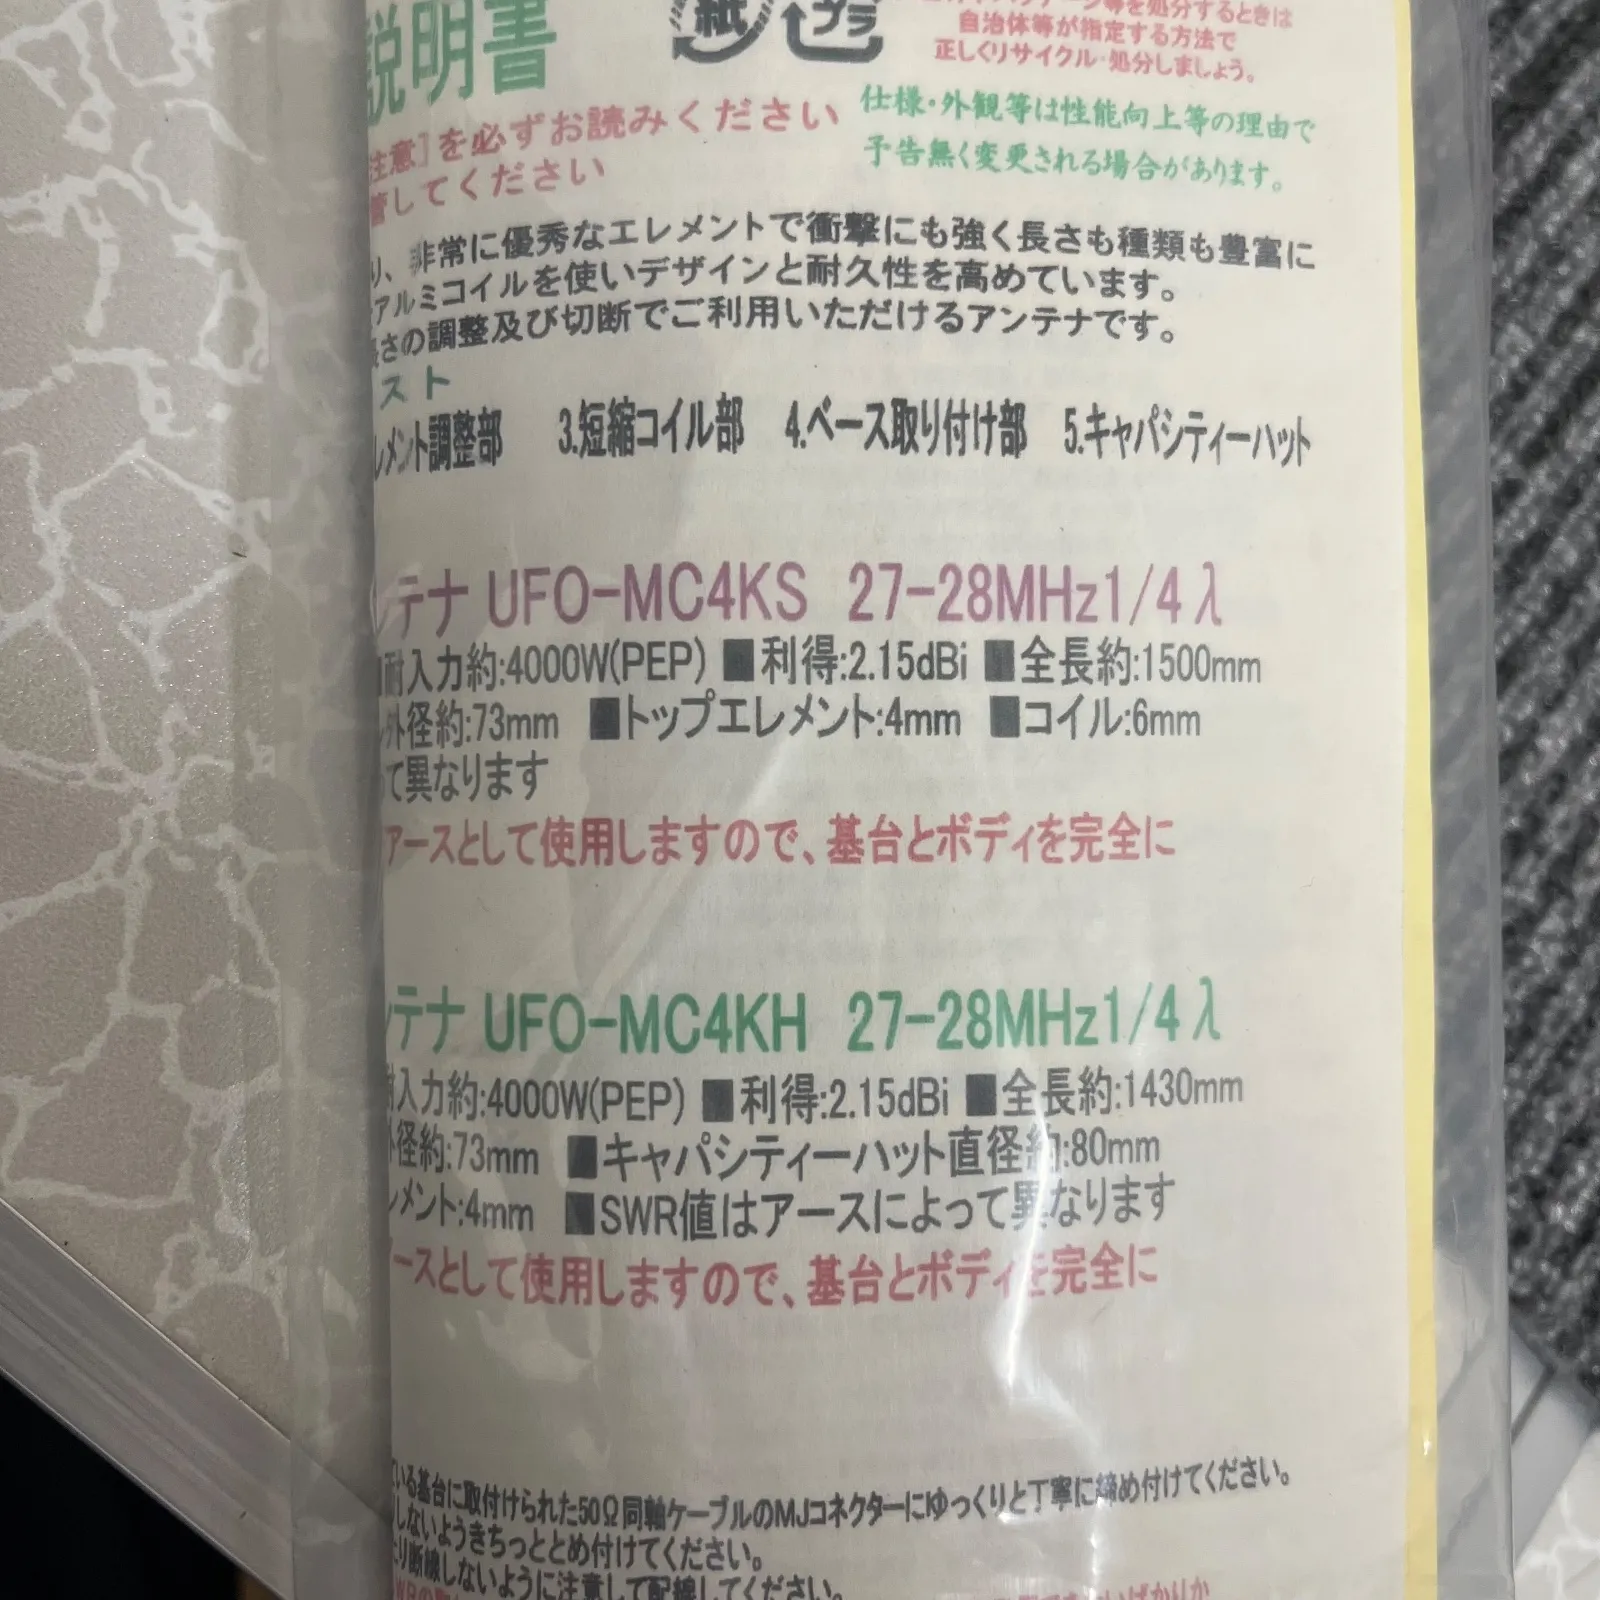 説明書
紙 プラ
を処分するときは
自治体等が指定する方法で
正しくリサイクル・処分しましょう。
注意]を必ずお読みください
管してください
仕様・外観等は性能向上等の理由で
予告無く変更される場合があります。
り、非常に優秀なエレメントで衝撃にも強く長さも種類も豊富に
アルミコイルを使いデザインと耐久性を高めています。
長さの調整及び切断でご利用いただけるアンテナです。
スト
レメント調整部 3.短縮コイル部 4.ベース取り付け部 5.キャパシティーハット
ンテナ UFO-MC4KS 27-28MHz1/4λ
耐入力約:4000W(PEP) ■利得:2.15dBi ■全長約:1500mm
外径約:73mm ■トップエレメント:4mm ■コイル:6mm
て異なります
アースとして使用しますので、基台とボディを完全に
ンテナ UFO-MC4KH 27-28MHz1/4λ
耐入力約:4000W(PEP) ■利得:2.15dBi ■全長約:1430mm
外径約:73mm ■キャパシティーハット直径約:80mm
レメント:4mm ■SWR値はアースによって異なります
ースとして使用しますので、基台とボディを完全に
ている基台に取付けられた50Ω同軸ケーブルのMJコネクターにゆっくりと丁寧に締め付けてください。
しないようきちっととめ付けてください。
たり断線しないように注意して配線してください。